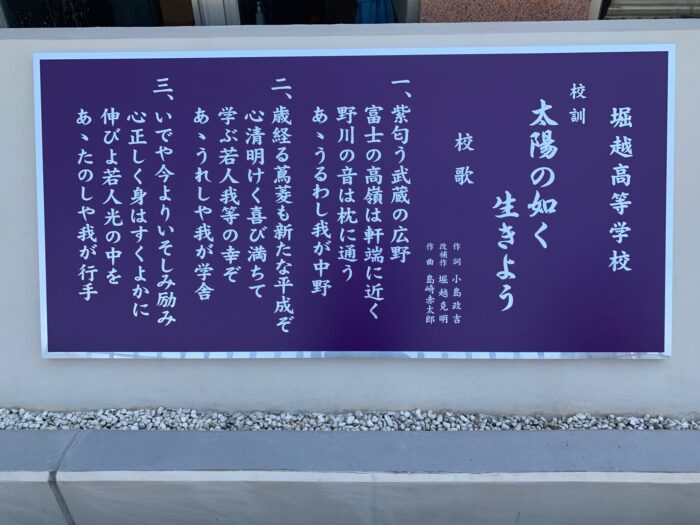 堀越高等学校
校訓
太陽の如く
生きよう
校歌
作詞 小島政吉
改補作 堀越克明
作曲 島崎赤太郎
一、紫匂う武蔵の広野
富士の高嶺は軒端に近く
野川の音は枕に通う
あゝうるわし我が中野
二、歳経る蔦菱も新たな平成ぞ
心清明けく喜び満ちて
学ぶ若人我等の幸ぞ
あゝうれしや我が学舎
三、いでや今よりいそしみ励み
心正しく身はすくよかに
伸びよ若人光の中を
あゝたのしや我が行手